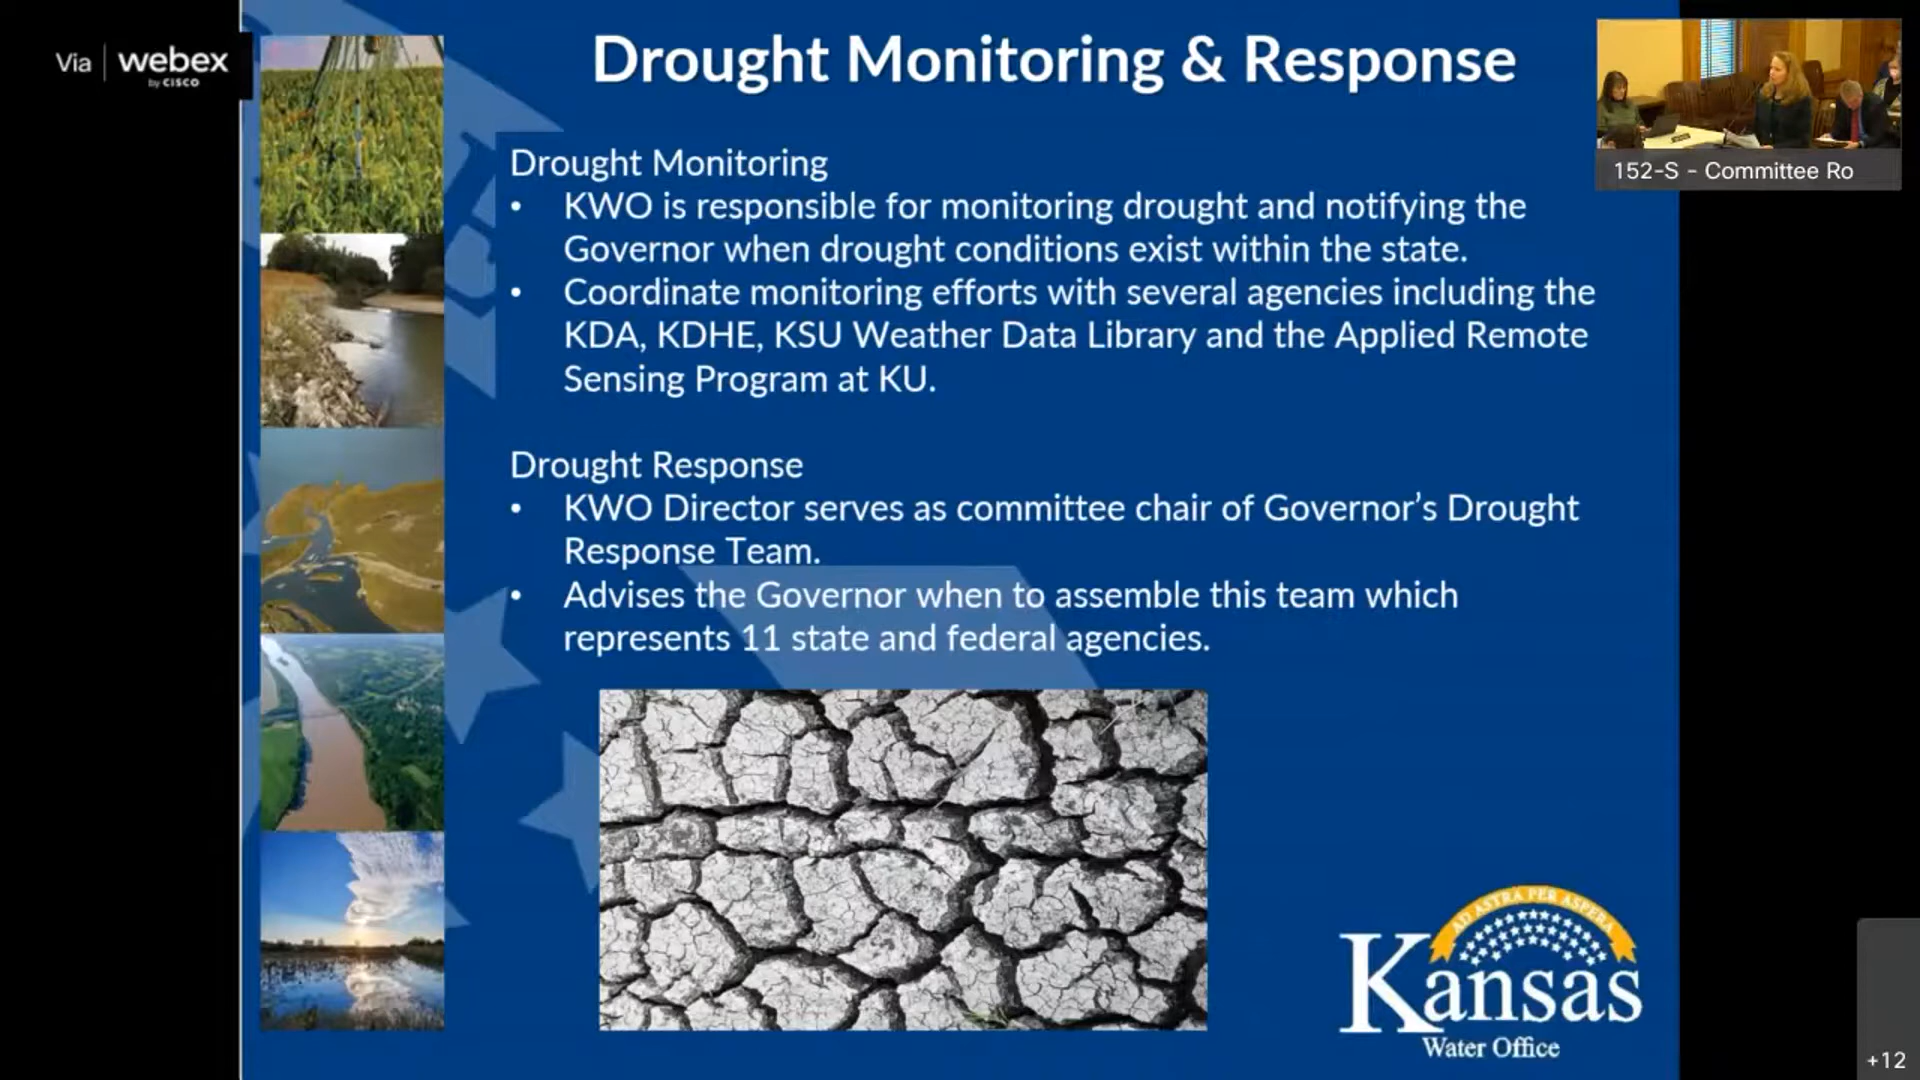 Via webex
by CISCO
Drought Monitoring & Response
152-S - Committee Ro
Drought Monitoring
• KWO is responsible for monitoring drought and notifying the
Governor when drought conditions exist within the state.
• Coordinate monitoring efforts with several agencies including the
KDA, KDHE, KSU Weather Data Library and the Applied Remote
Sensing Program at KU.
Drought Response
• KWO Director serves as committee chair of Governor’s Drought
Response Team.
• Advises the Governor when to assemble this team which
represents 11 state and federal agencies.
AD ASTRA PER ASPERA
Kansas
Water Office
+12